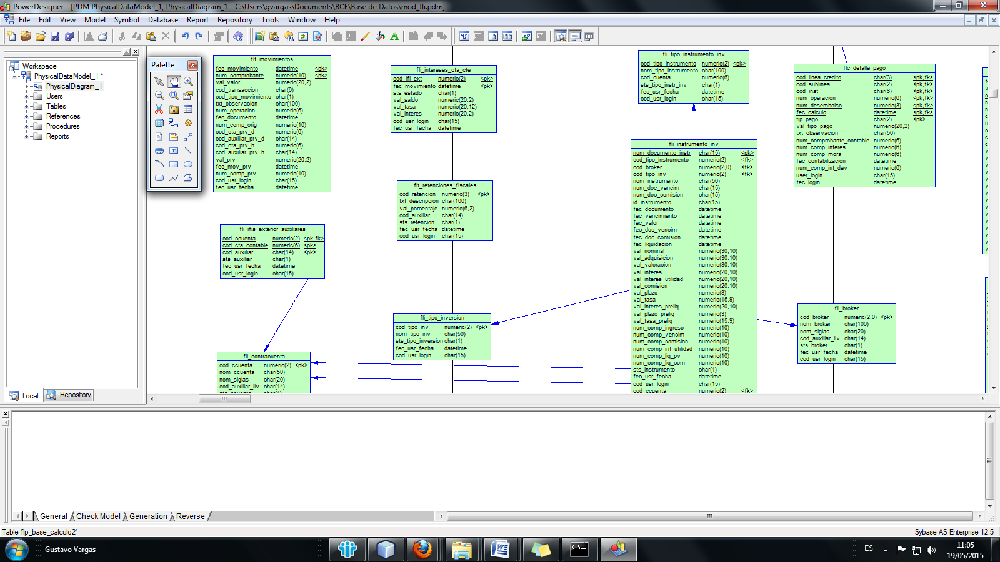 PowerDesigner - [PDM PhysicalDataModel_1, PhysicalDiagram_1 - C:\Users\gvargas\Documents\BCE\Base de Datos\mod_fli.pdm]
File Edit View Model Symbol Database Report Repository Tools Window Help
Workspace
PhysicalDataModel_1 *
PhysicalDiagram_1
Users
Tables
References
Procedures
Reports
Local Repository
Palette
flt_movimientos
fec_movimiento datetime <pk>
num_comprobante numeric(10) <pk>
val_valor numeric(20,2)
cod_transaccion char(6)
cod_tipo_movimiento char(1)
txt_observacion char(100)
num_operacion numeric(6)
fec_documento datetime
num_comp_orig numeric(10)
cod_cta_prv_d numeric(6)
cod_auxiliar_prv_d char(14)
cod_cta_prv_h numeric(6)
cod_auxiliar_prv_h char(14)
val_prv numeric(20,2)
fec_mov_prv datetime
num_comp_prv numeric(10)
cod_usr_login char(15)
fec_usr_fecha datetime
fli_ifis_exterior_auxiliares
cod_ccuenta numeric(2) <pk,fk>
cod_cta_contable numeric(6) <pk>
cod_auxiliar char(14) <pk>
sts_auxiliar char(1)
fec_usr_fecha datetime
cod_usr_login char(15)
fli_contracuenta
cod_ccuenta numeric(2) <pk>
nom_ccuenta char(50)
nom_siglas char(20)
cod_auxiliar_liv char(14)
sts_ccuenta char(1)
fli_intereses_cta_cte
cod_ifi_ext numeric(2) <pk>
fec_movimiento datetime <pk>
sts_estado char(1)
val_saldo numeric(20,2)
val_tasa numeric(20,12)
val_interes numeric(20,2)
cod_usr_login char(15)
fec_usr_fecha datetime
flt_retenciones_fiscales
cod_retencion numeric(3) <pk>
txt_descripcion char(100)
val_porcentaje numeric(6,2)
cod_auxiliar char(14)
sts_retencion char(1)
fec_usr_fecha datetime
cod_usr_login char(15)
fli_tipo_inversion
cod_tipo_inv numeric(2) <pk>
nom_tipo_inv char(50)
sts_tipo_inversion char(1)
fec_usr_fecha datetime
cod_usr_login char(15)
fli_tipo_instrumento_inv
cod_tipo_instrumento numeric(2) <pk>
nom_tipo_instrumento char(100)
cod_cuenta numeric(6)
sts_tipo_instr_inv char(1)
fec_usr_fecha datetime
cod_usr_login char(15)
fli_instrumento_inv
num_documento_instr char(15) <pk>
cod_tipo_instrumento numeric(2) <fk>
cod_broker numeric(2,0) <fk>
cod_tipo_inv numeric(2) <fk>
nom_instrumento char(50)
num_doc_vencim char(15)
num_doc_comision char(15)
id_instrumento char(15)
fec_documento datetime
fec_vencimiento datetime
fec_valor datetime
fec_doc_vencim datetime
fec_doc_comision datetime
fec_liquidacion datetime
val_nominal numeric(30,10)
val_adquisicion numeric(30,10)
val_valoracion numeric(30,10)
val_interes numeric(20,10)
val_interes_utilidad numeric(20,10)
val_comision numeric(20,10)
val_plazo numeric(3)
val_tasa numeric(15,9)
val_interes_preliq numeric(20,10)
val_plazo_preliq numeric(3)
val_tasa_preliq numeric(15,9)
num_comp_ingreso numeric(10)
num_comp_vencim numeric(10)
num_comp_comision numeric(10)
num_comp_int_utilidad numeric(10)
num_comp_liq_pv numeric(10)
num_comp_liq_com numeric(10)
sts_instrumento char(1)
fec_usr_fecha datetime
cod_usr_login char(15)
cod_ccuenta numeric(2) <fk>
flc_detalle_pago
cod_linea_credito char(3) <pk,fk>
cod_sublinea char(2) <pk,fk>
cod_inst char(6) <pk,fk>
num_operacion numeric(6) <pk,fk>
num_desembolso numeric(3) <pk,fk>
fec_calculo datetime <pk,fk>
tip_pago char(2) <pk>
val_tipo_pago numeric(20,2)
txt_observacion char(50)
num_comprobante_contable numeric(6)
num_comp_interes numeric(6)
num_comp_mora numeric(6)
fec_contabilizacion datetime
num_comp_int_dev numeric(6)
user_login char(15)
fec_login datetime
fli_broker
cod_broker numeric(2,0) <pk>
nom_broker char(100)
nom_siglas char(20)
cod_auxiliar_liv char(14)
sts_broker char(1)
fec_usr_fecha datetime
cod_usr_login char(15)
General Check Model Generation Reverse
Table 'flp_base_calculo2' Sybase AS Enterprise 12.5
Gustavo Vargas
ES
11:05
19/05/2015